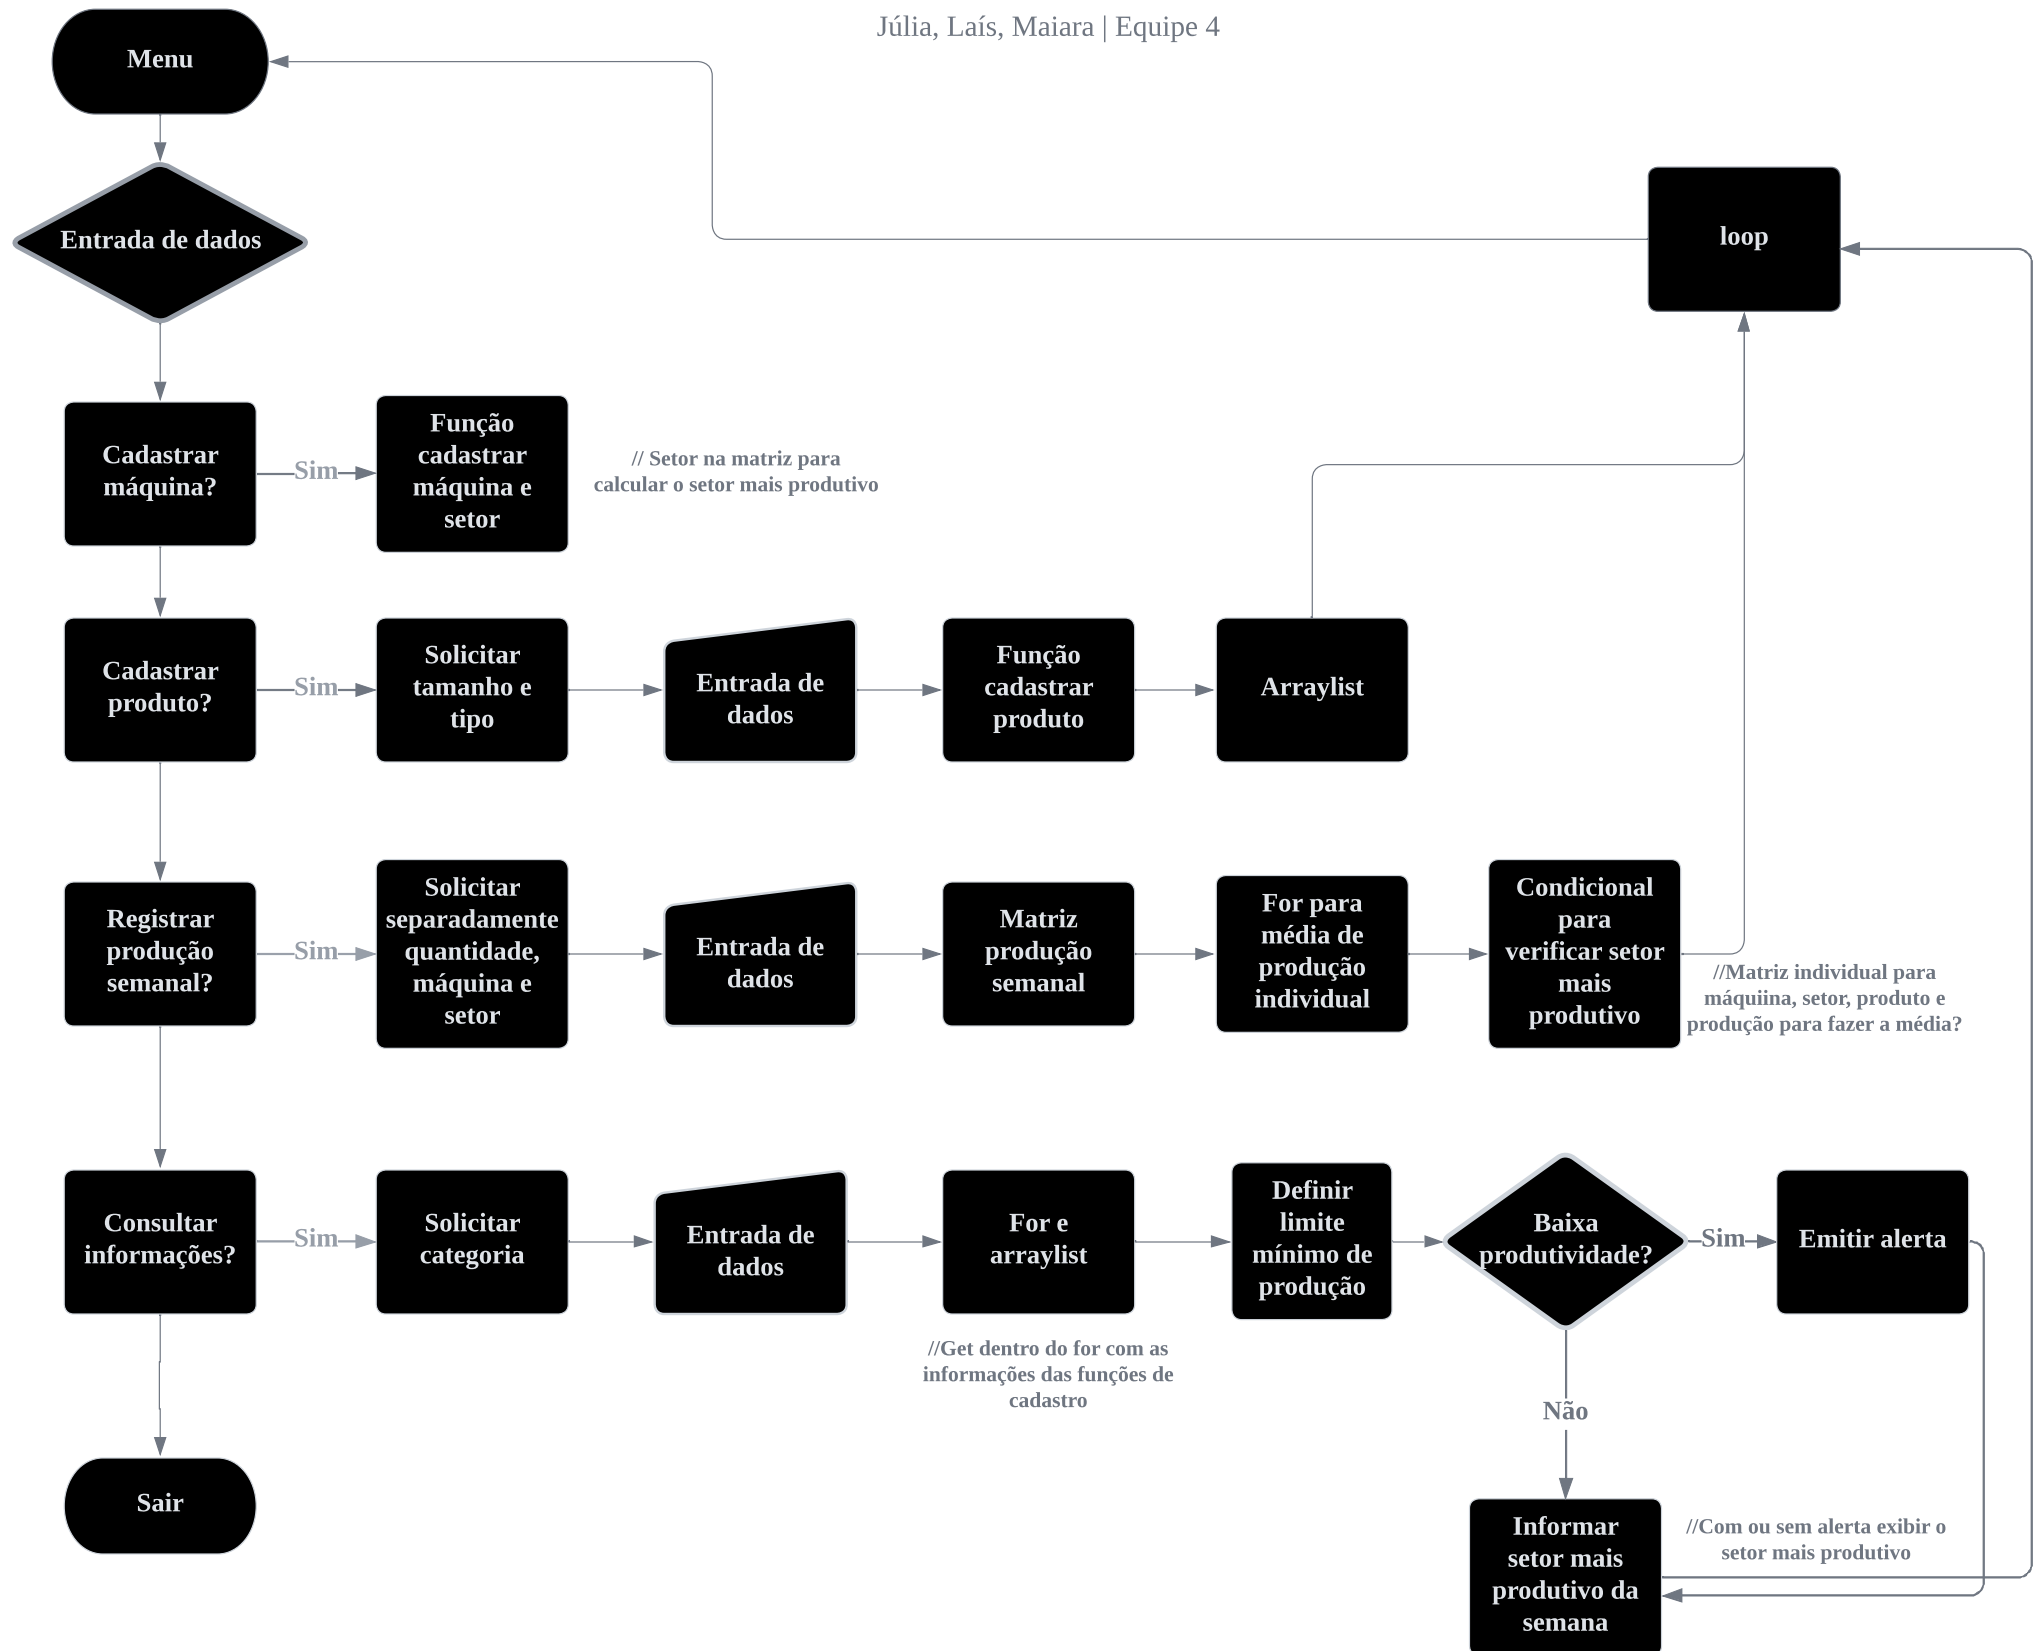 Júlia, Laís, Maiara | Equipe 4
Menu
Entrada de dados
loop
Cadastrar
máquina?
Sim
Função
cadastrar
máquina e
setor
// Setor na matriz para
calcular o setor mais produtivo
Cadastrar
produto?
Sim
Solicitar
tamanho e
tipo
Entrada de
dados
Função
cadastrar
produto
Arraylist
Registrar
produção
semanal?
Sim
Solicitar
separadamente
quantidade,
máquina e
setor
Entrada de
dados
Matriz
produção
semanal
For para
média de
produção
individual
Condicional
para
verificar setor
mais
produtivo
//Matriz individual para
máquiina, setor, produto e
produção para fazer a média?
Consultar
informações?
Sim
Solicitar
categoria
Entrada de
dados
For e
arraylist
//Get dentro do for com as
informações das funções de
cadastro
Definir
limite
mínimo de
produção
Baixa
produtividade?
Sim
Emitir alerta
Não
Sair
Informar
setor mais
produtivo da
semana
//Com ou sem alerta exibir o
setor mais produtivo